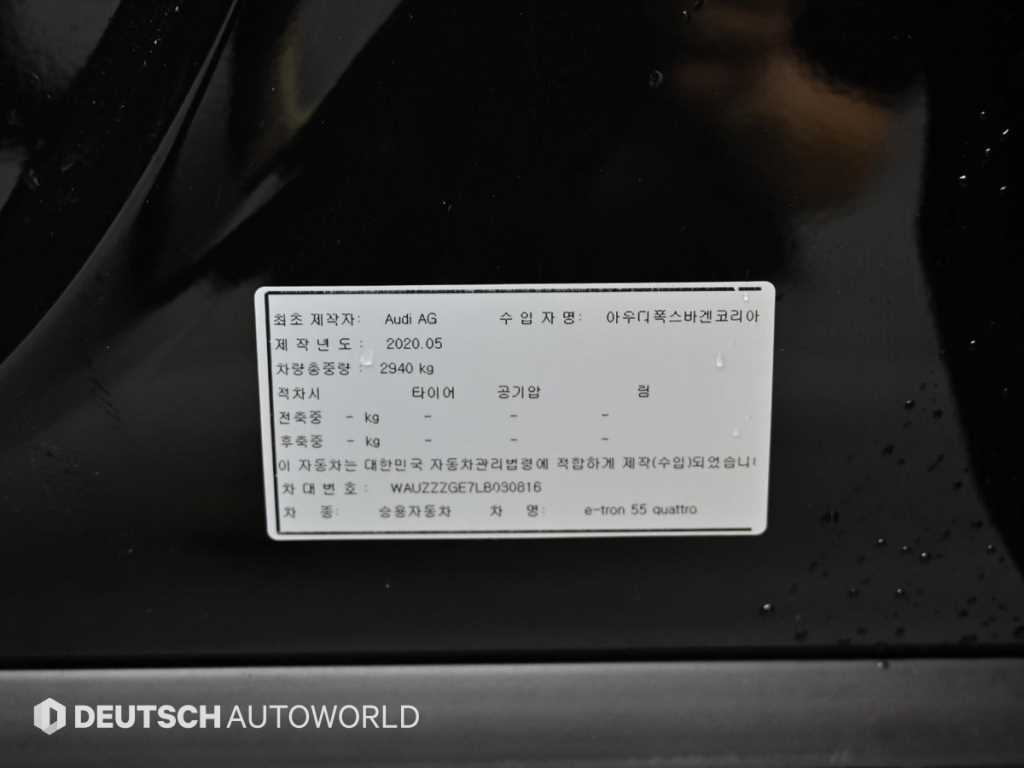 최초 제작자: Audi AG 수 입 자 명: 아우디폭스바겐코리아
제 작 년 도 : 2020.05
차량총중량 : 2940 kg
적차시 타이어 공기압 림
전축중 - kg - - -
후축중 - kg - - -
이 자동차는 대한민국 자동차관리법령에 적합하게 제작(수입)되었습니
차 대 번 호 : WAUZZZGE7LB030816
차 종: 승용자동차 차 명: e-tron 55 quattro
DEUTSCH AUTOWORLD